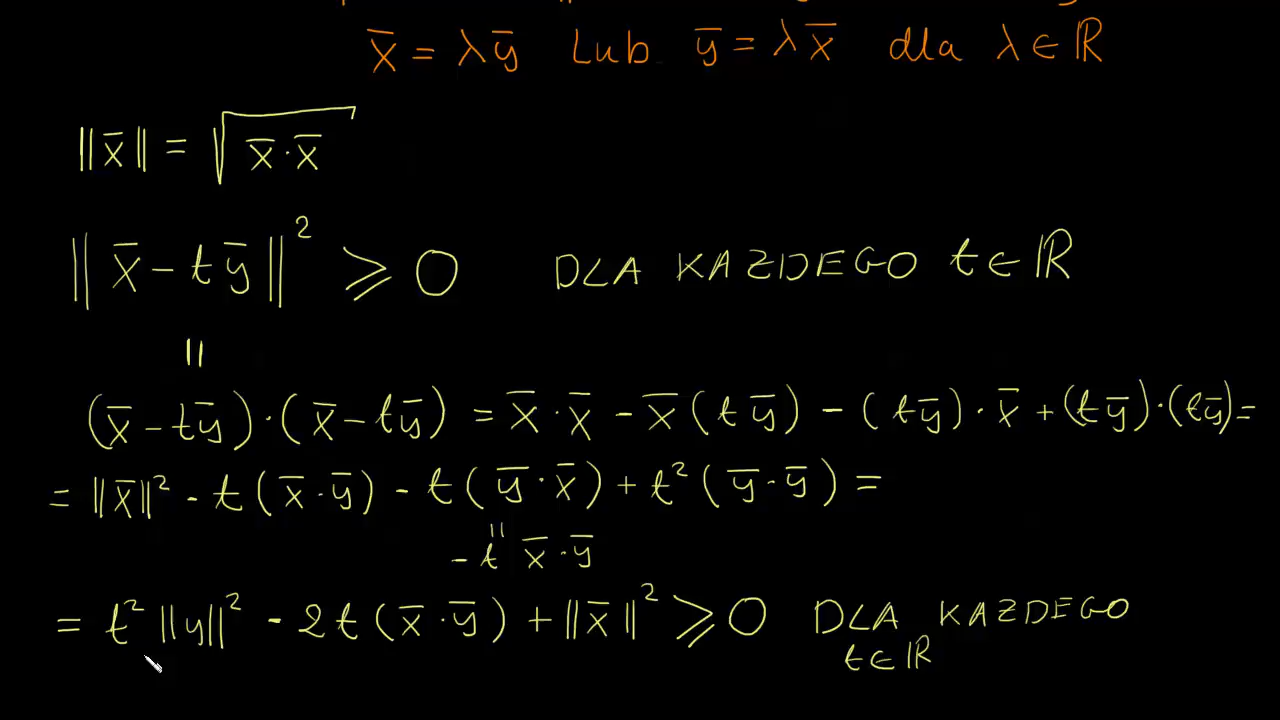 x̄ = λȳ Lub ȳ = λx̄ dla λ ∈ ℝ
||x̄|| = √(x̄·x̄)
||x̄ - tȳ||² ⩾ 0 DLA KAZDEGO t ∈ ℝ
||
(x̄ - tȳ)·(x̄ - tȳ) = x̄·x̄ - x̄(tȳ) - (tȳ)·x̄ + (tȳ)·(tȳ) =
= ||x̄||² - t(x̄·ȳ) - t(ȳ·x̄) + t²(ȳ·ȳ) =
||
- t x̄·ȳ
= t²||y||² - 2t(x̄·ȳ) + ||x̄||² ⩾ 0 DLA KAZDEGO
t ∈ ℝ